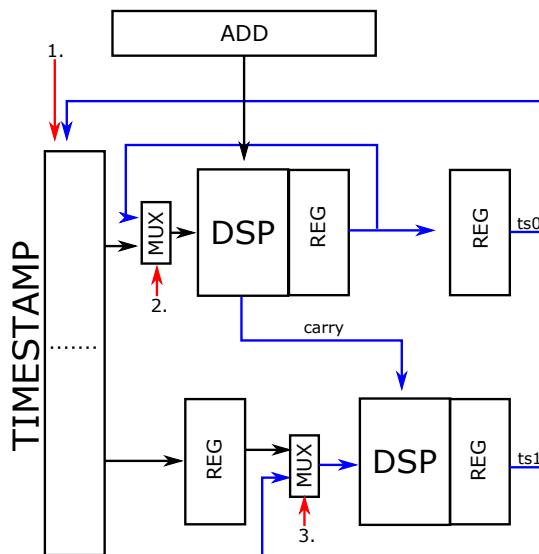 ADD
1.
TIMESTAMP
.......
MUX
2.
DSP
REG
REG
ts0
carry
REG
MUX
3.
DSP
REG
ts1